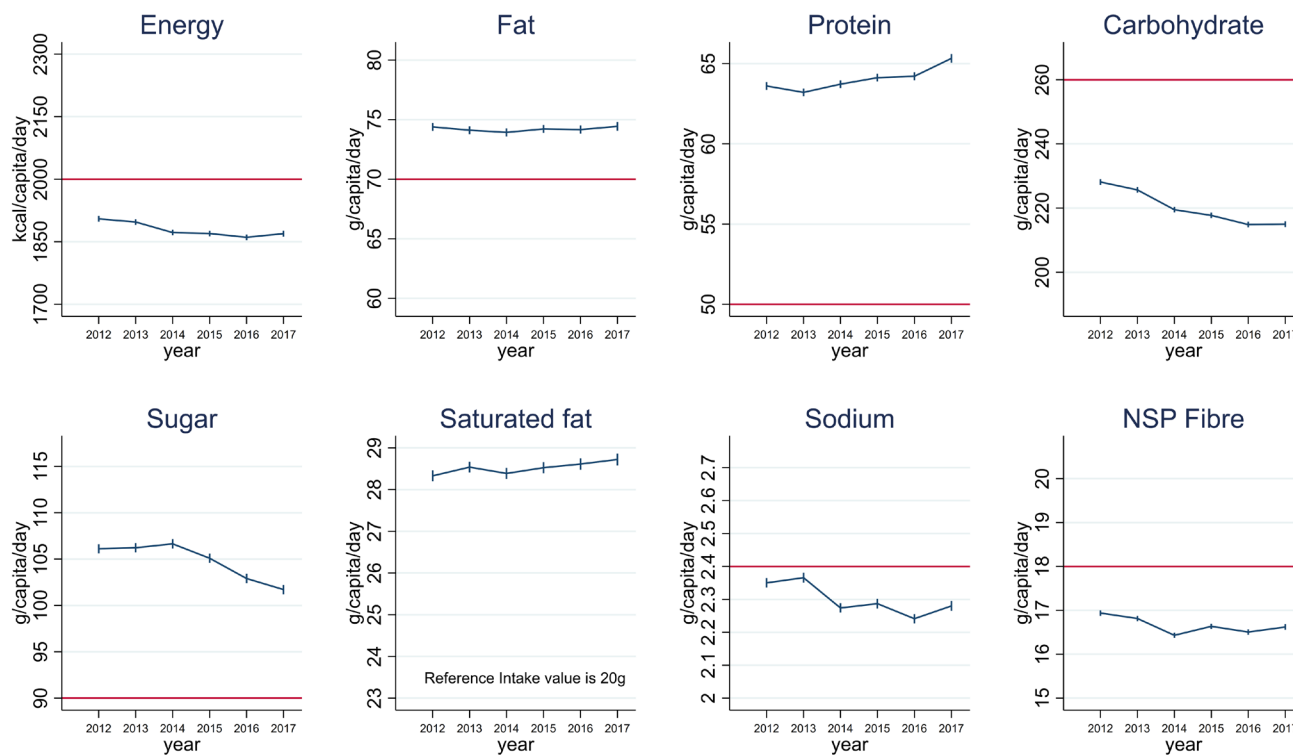 Energy
kcal/capita/day
2300
2150
2000
1850
1700
2012 2013 2014 2015 2016 2017
year
Fat
g/capita/day
80
75
70
65
60
2012 2013 2014 2015 2016 2017
year
Protein
g/capita/day
65
60
55
50
2012 2013 2014 2015 2016 2017
year
Carbohydrate
g/capita/day
260
240
220
200
2012 2013 2014 2015 2016 2017
year
Sugar
g/capita/day
115
110
105
100
95
90
2012 2013 2014 2015 2016 2017
year
Saturated fat
g/capita/day
29
28
27
26
25
24
23
Reference Intake value is 20g
2012 2013 2014 2015 2016 2017
year
Sodium
g/capita/day
2.7
2.6
2.5
2.4
2.3
2.2
2.1
2
2012 2013 2014 2015 2016 2017
year
NSP Fibre
g/capita/day
20
19
18
17
16
15
2012 2013 2014 2015 2016 2017
year